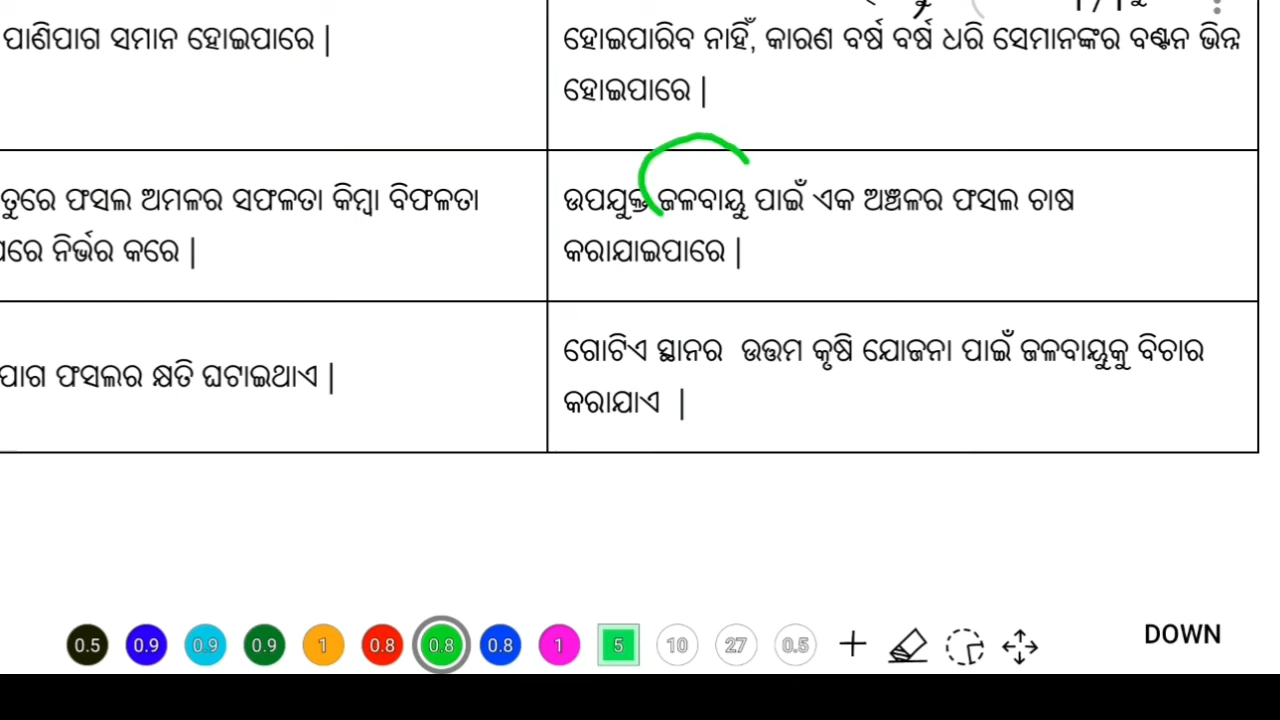 ପାଣିପାଗ ସମାନ ହୋଇପାରେ |
ହୋଇପାରିବ ନାହିଁ, କାରଣ ବର୍ଷ ବର୍ଷ ଧରି ସେମାନଙ୍କର ବଣ୍ଟନ ଭିନ୍ନ
ହୋଇପାରେ |
ତୁରେ ଫସଲ ଅମଳର ସଫଳତା କିମ୍ବା ବିଫଳତା
ପରେ ନିର୍ଭର କରେ |
ଉପଯୁକ୍ତ ଜଳବାୟୁ ପାଇଁ ଏକ ଅଞ୍ଚଳର ଫସଲ ଚାଷ
କରାଯାଇପାରେ |
ପାଗ ଫସଲର କ୍ଷତି ଘଟାଇଥାଏ |
ଗୋଟିଏ ସ୍ଥାନର ଉତ୍ତମ କୃଷି ଯୋଜନା ପାଇଁ ଜଳବାୟୁକୁ ବିଚାର
କରାଯାଏ |
0.5 0.9 0.9 0.9 1 0.8 0.8 0.8 1 5 10 27 0.5
DOWN